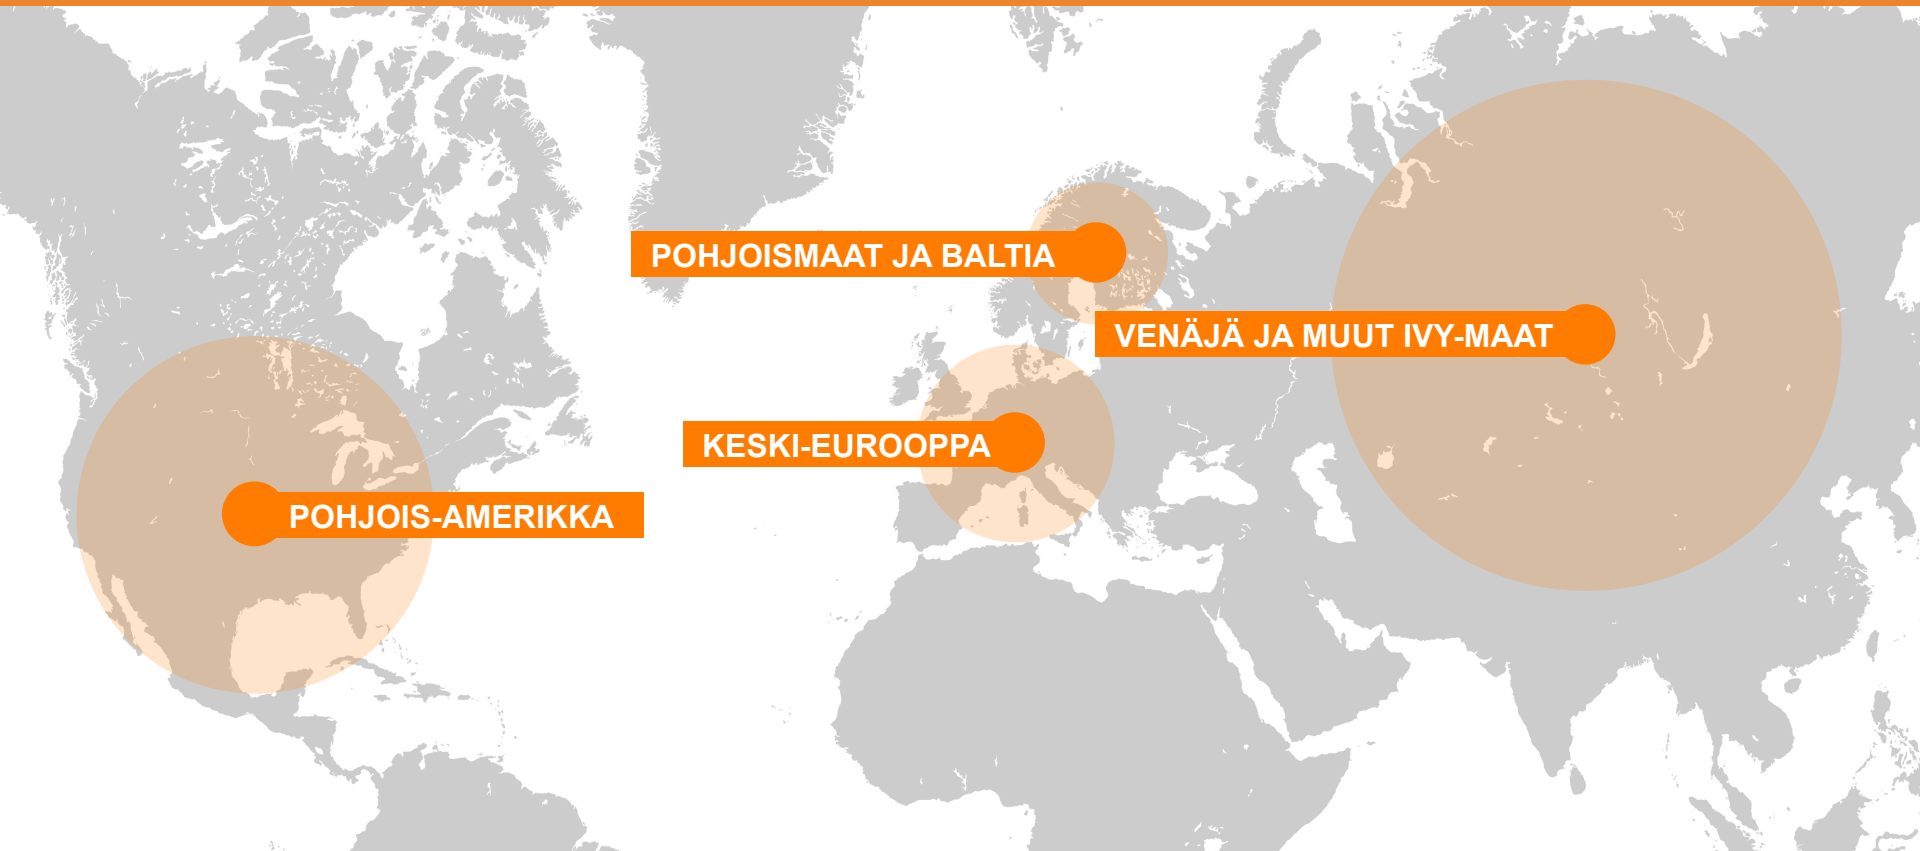 POHJOISMAAT JA BALTIA
VENÄJÄ JA MUUT IVY-MAAT
KESKI-EUROOPPA
POHJOIS-AMERIKKA